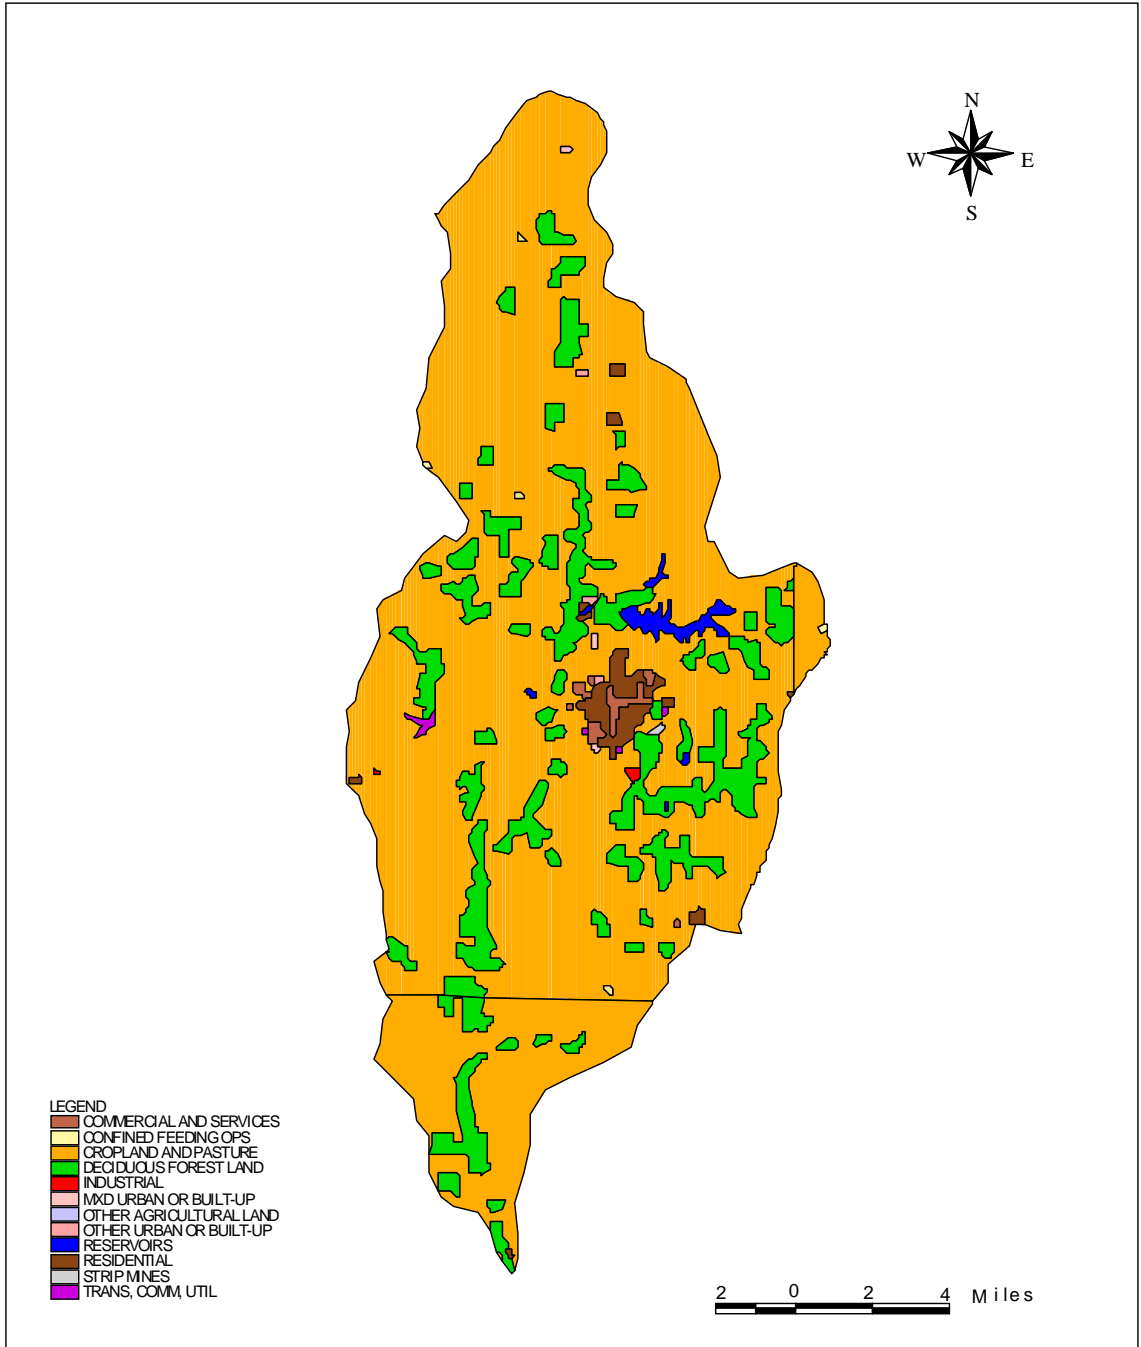 N
W E
S
LEGEND
COMMERCIAL AND SERVICES
CONFINED FEEDING OPS
CROPLAND AND PASTURE
DECIDUOUS FOREST LAND
INDUSTRIAL
MXD URBAN OR BUILT-UP
OTHER AGRICULTURAL LAND
OTHER URBAN OR BUILT-UP
RESERVOIRS
RESIDENTIAL
STRIP MINES
TRANS, COMM, UTIL
2 0 2 4 Miles